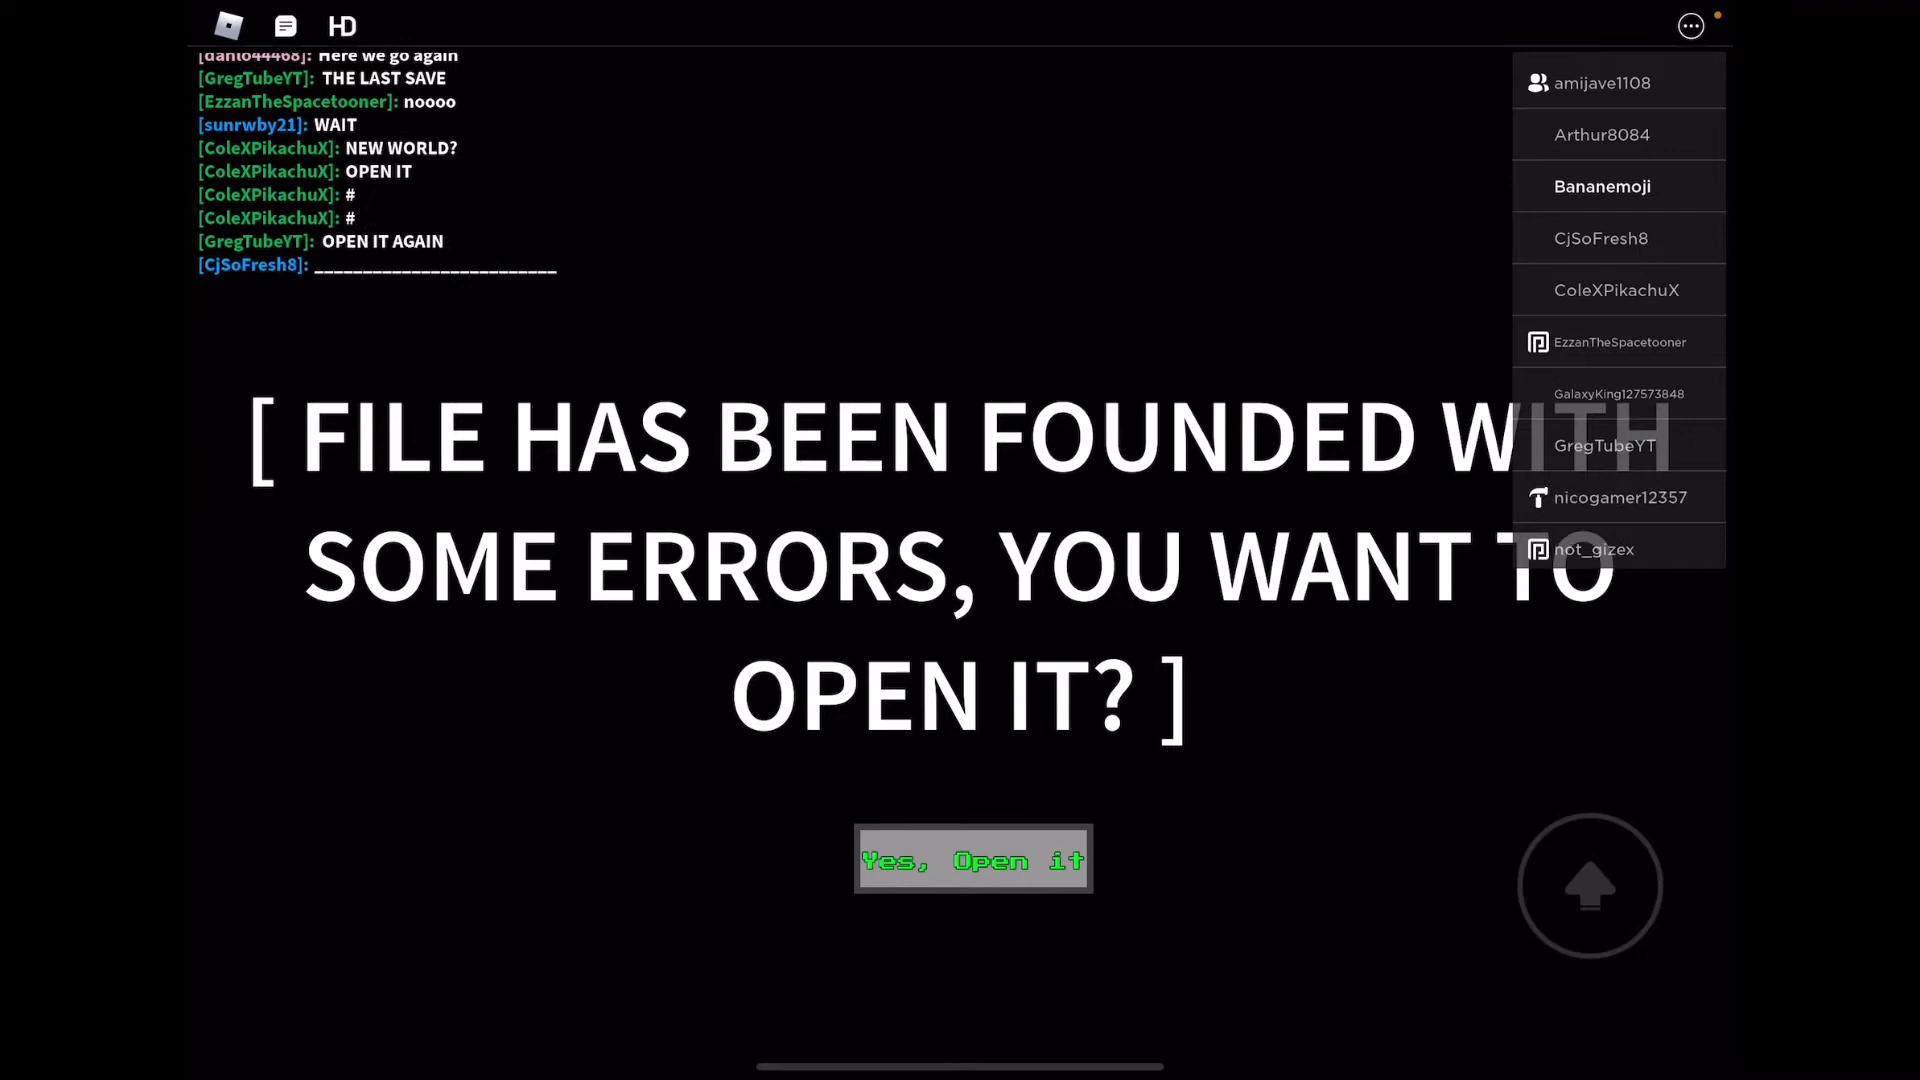 HD
[danlo44468]: Here we go again
[GregTubeYT]: THE LAST SAVE
[EzzanTheSpacetooner]: noooo
[sunrwby21]: WAIT
[ColeXPikachuX]: NEW WORLD?
[ColeXPikachuX]: OPEN IT
[ColeXPikachuX]: #
[ColeXPikachuX]: #
[GregTubeYT]: OPEN IT AGAIN
[CjSoFresh8]: _________________________
amijave1108
Arthur8084
Bananemoji
CjSoFresh8
ColeXPikachuX
EzzanTheSpacetooner
GalaxyKing127573848
GregTubeYT
nicogamer12357
not_gizex
[ FILE HAS BEEN FOUNDED WITH
SOME ERRORS, YOU WANT TO
OPEN IT? ]
Yes, Open it